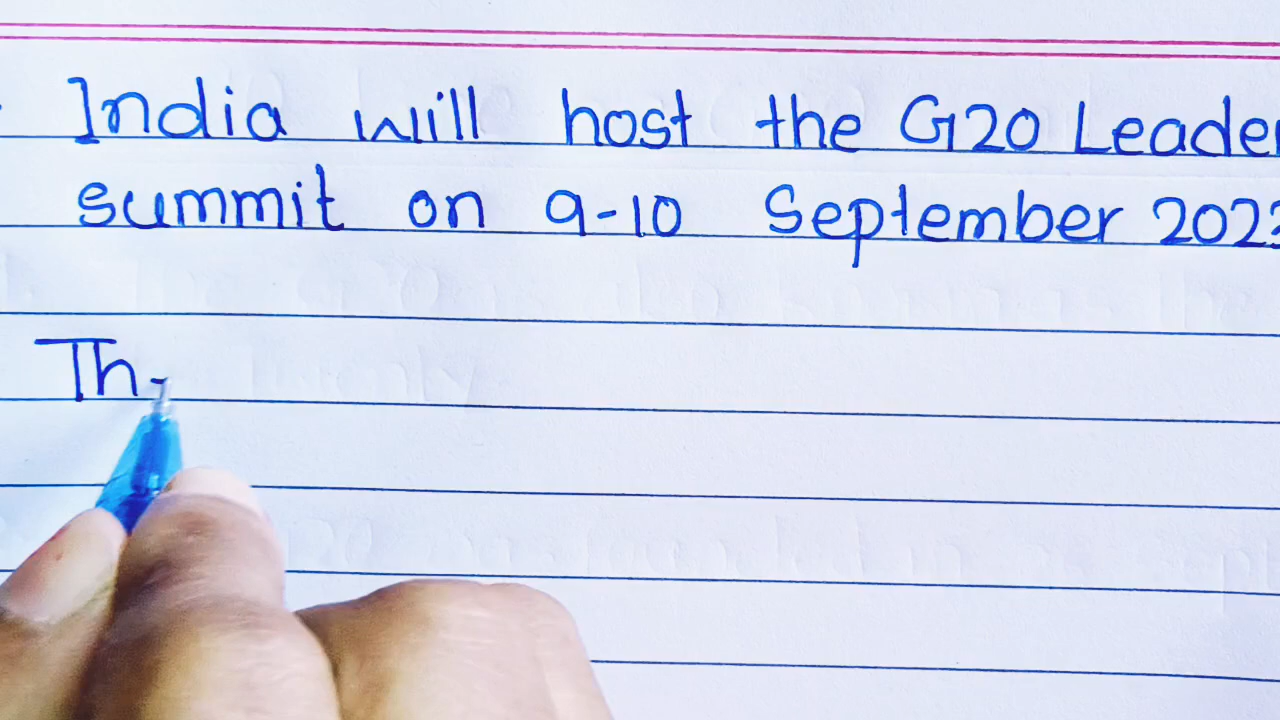 India will host the G20 Leader
summit on 9-10 September 202
Th